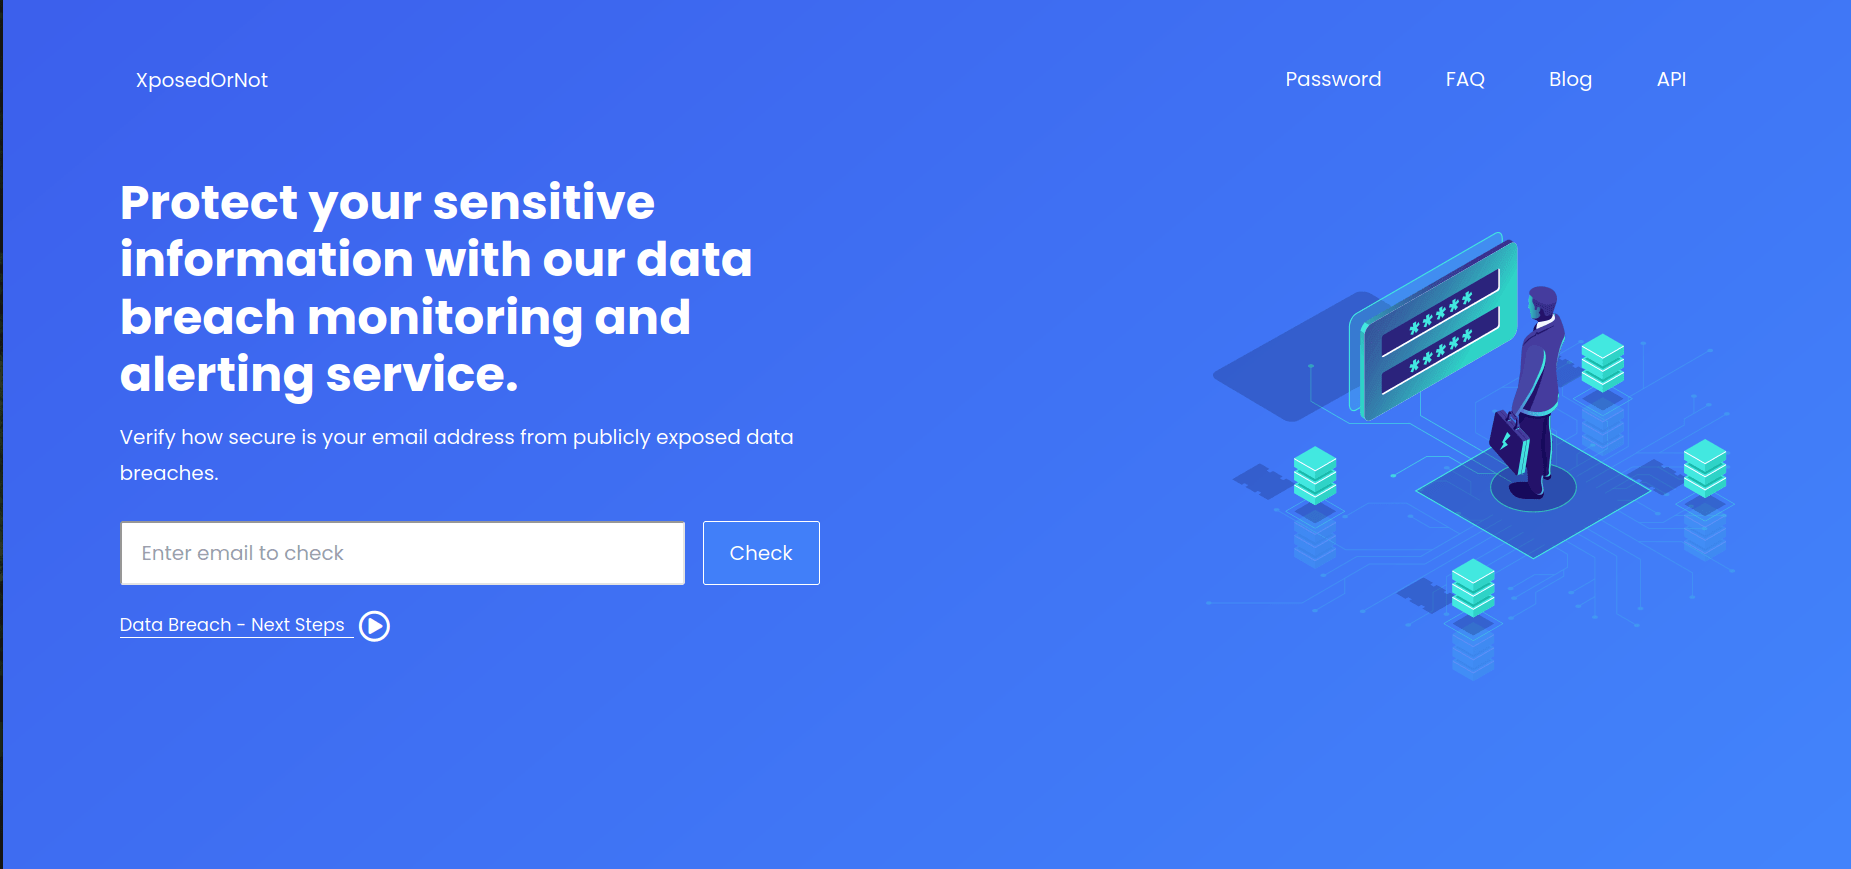 XposedOrNot
Password FAQ Blog API
Protect your sensitive
information with our data
breach monitoring and
alerting service.
Verify how secure is your email address from publicly exposed data
breaches.
Enter email to check
Check
Data Breach - Next Steps
*****
*****